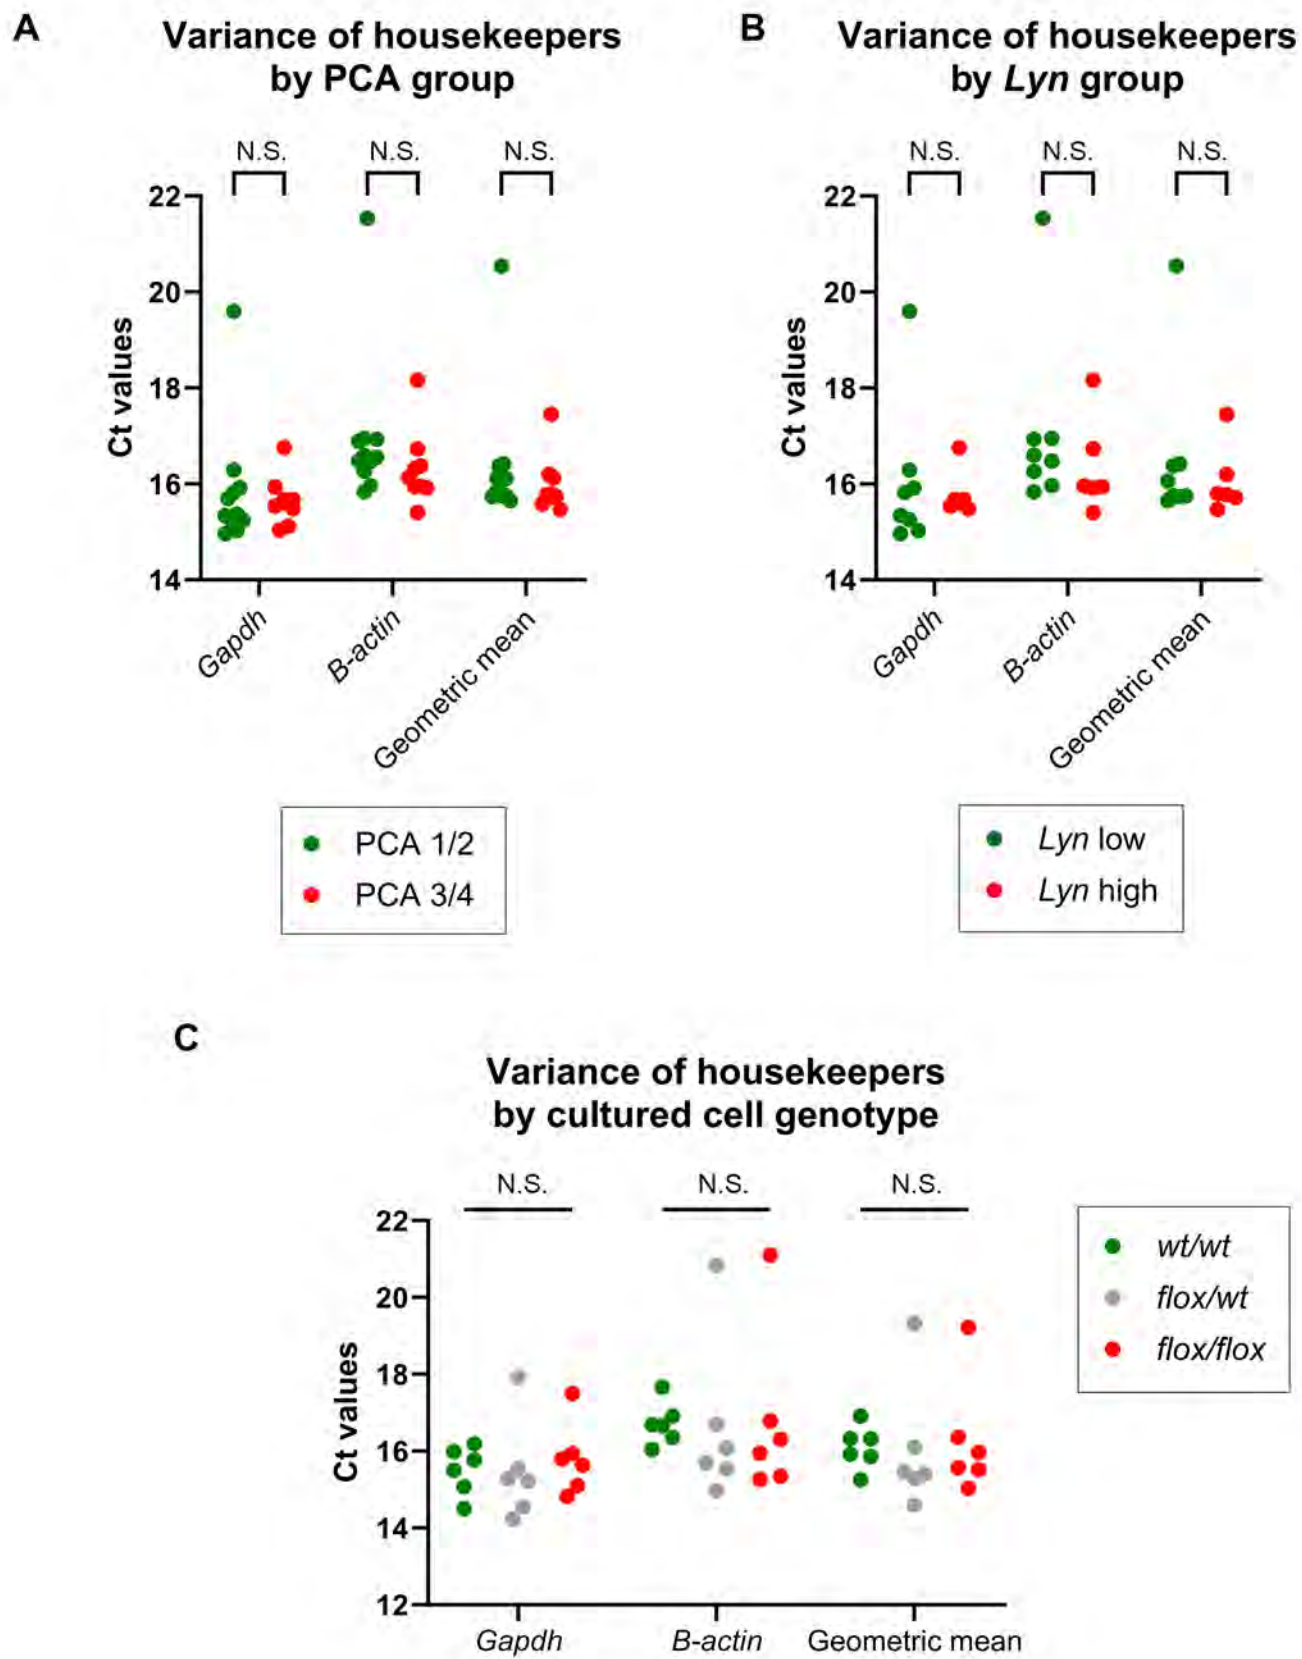 A
Variance of housekeepers
by PCA group
N.S. N.S. N.S.
22
20
18
16
14
Ct values
Gapdh
B-actin
Geometric mean
PCA 1/2
PCA 3/4
B
Variance of housekeepers
by Lyn group
N.S. N.S. N.S.
22
20
18
16
14
Ct values
Gapdh
B-actin
Geometric mean
Lyn low
Lyn high
C
Variance of housekeepers
by cultured cell genotype
N.S. N.S. N.S.
22
20
18
16
14
12
Ct values
Gapdh B-actin Geometric mean
wt/wt
flox/wt
flox/flox